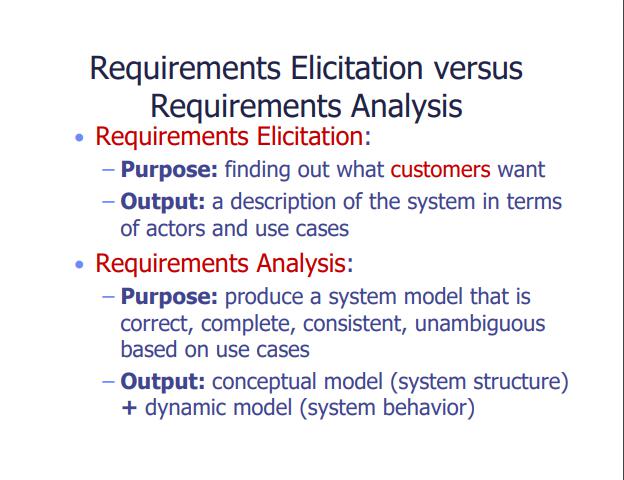 Requirements Elicitation versus
Requirements Analysis
• Requirements Elicitation:
– Purpose: finding out what customers want
– Output: a description of the system in terms
of actors and use cases
• Requirements Analysis:
– Purpose: produce a system model that is
correct, complete, consistent, unambiguous
based on use cases
– Output: conceptual model (system structure)
+ dynamic model (system behavior)